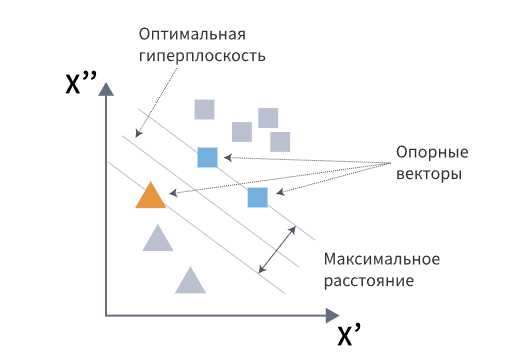 Оптимальная
гиперплоскость
X’’
Опорные
векторы
Максимальное
расстояние
X’